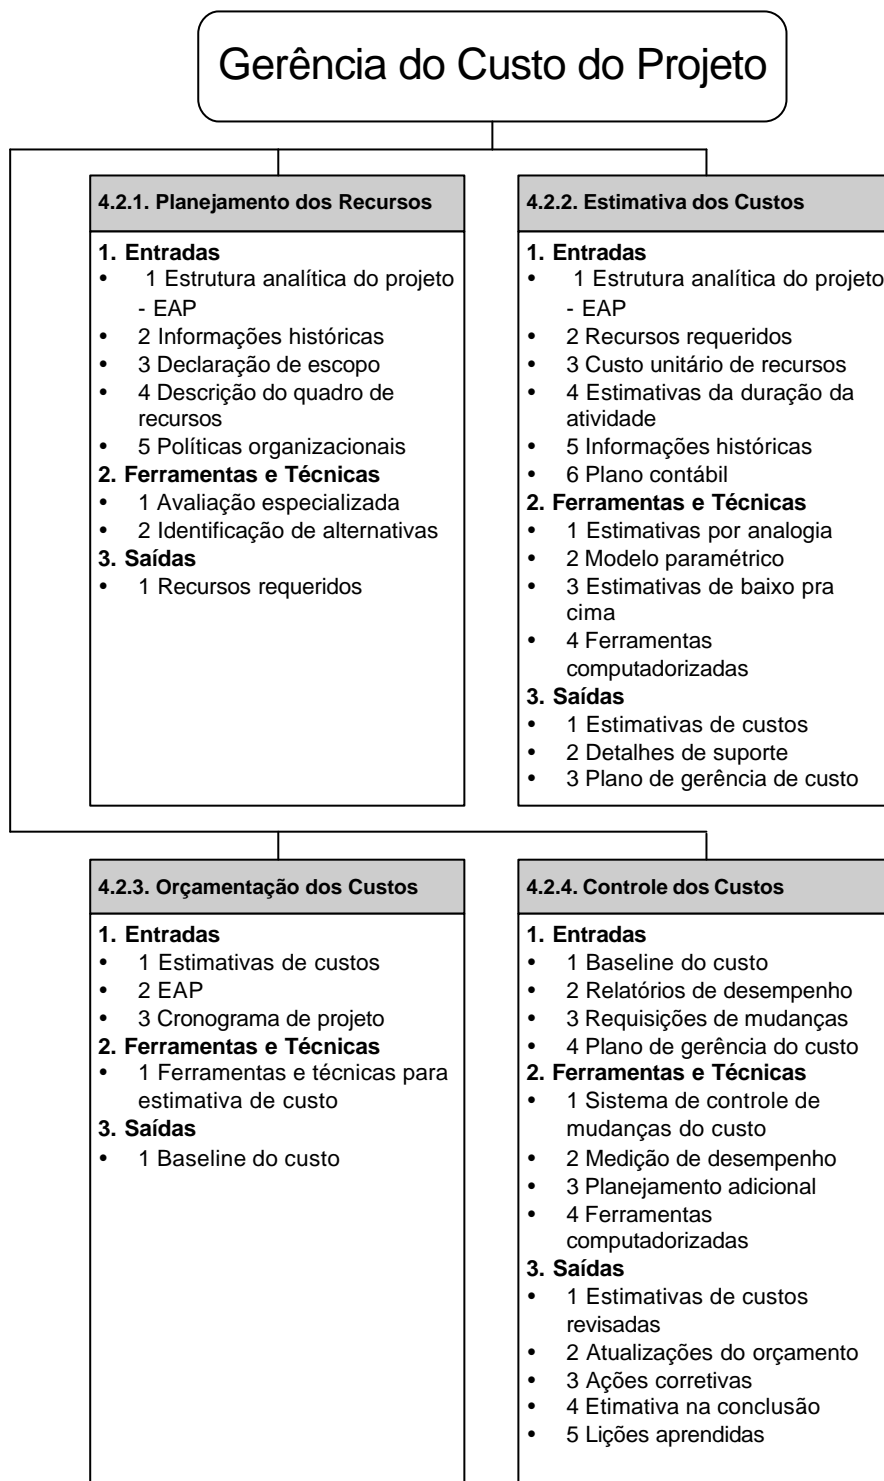 Gerência do Custo do Projeto
4.2.1. Planejamento dos Recursos
1. Entradas
• 1 Estrutura analítica do projeto
- EAP
• 2 Informações históricas
• 3 Declaração de escopo
• 4 Descrição do quadro de
recursos
• 5 Políticas organizacionais
2. Ferramentas e Técnicas
• 1 Avaliação especializada
• 2 Identificação de alternativas
3. Saídas
• 1 Recursos requeridos
4.2.2. Estimativa dos Custos
1. Entradas
• 1 Estrutura analítica do projeto
- EAP
• 2 Recursos requeridos
• 3 Custo unitário de recursos
• 4 Estimativas da duração da
atividade
• 5 Informações históricas
• 6 Plano contábil
2. Ferramentas e Técnicas
• 1 Estimativas por analogia
• 2 Modelo paramétrico
• 3 Estimativas de baixo pra
cima
• 4 Ferramentas
computadorizadas
3. Saídas
• 1 Estimativas de custos
• 2 Detalhes de suporte
• 3 Plano de gerência de custo
4.2.3. Orçamentação dos Custos
1. Entradas
• 1 Estimativas de custos
• 2 EAP
• 3 Cronograma de projeto
2. Ferramentas e Técnicas
• 1 Ferramentas e técnicas para
estimativa de custo
3. Saídas
• 1 Baseline do custo
4.2.4. Controle dos Custos
1. Entradas
• 1 Baseline do custo
• 2 Relatórios de desempenho
• 3 Requisições de mudanças
• 4 Plano de gerência do custo
2. Ferramentas e Técnicas
• 1 Sistema de controle de
mudanças do custo
• 2 Medição de desempenho
• 3 Planejamento adicional
• 4 Ferramentas
computadorizadas
3. Saídas
• 1 Estimativas de custos
revisadas
• 2 Atualizações do orçamento
• 3 Ações corretivas
• 4 Etimativa na conclusão
• 5 Lições aprendidas